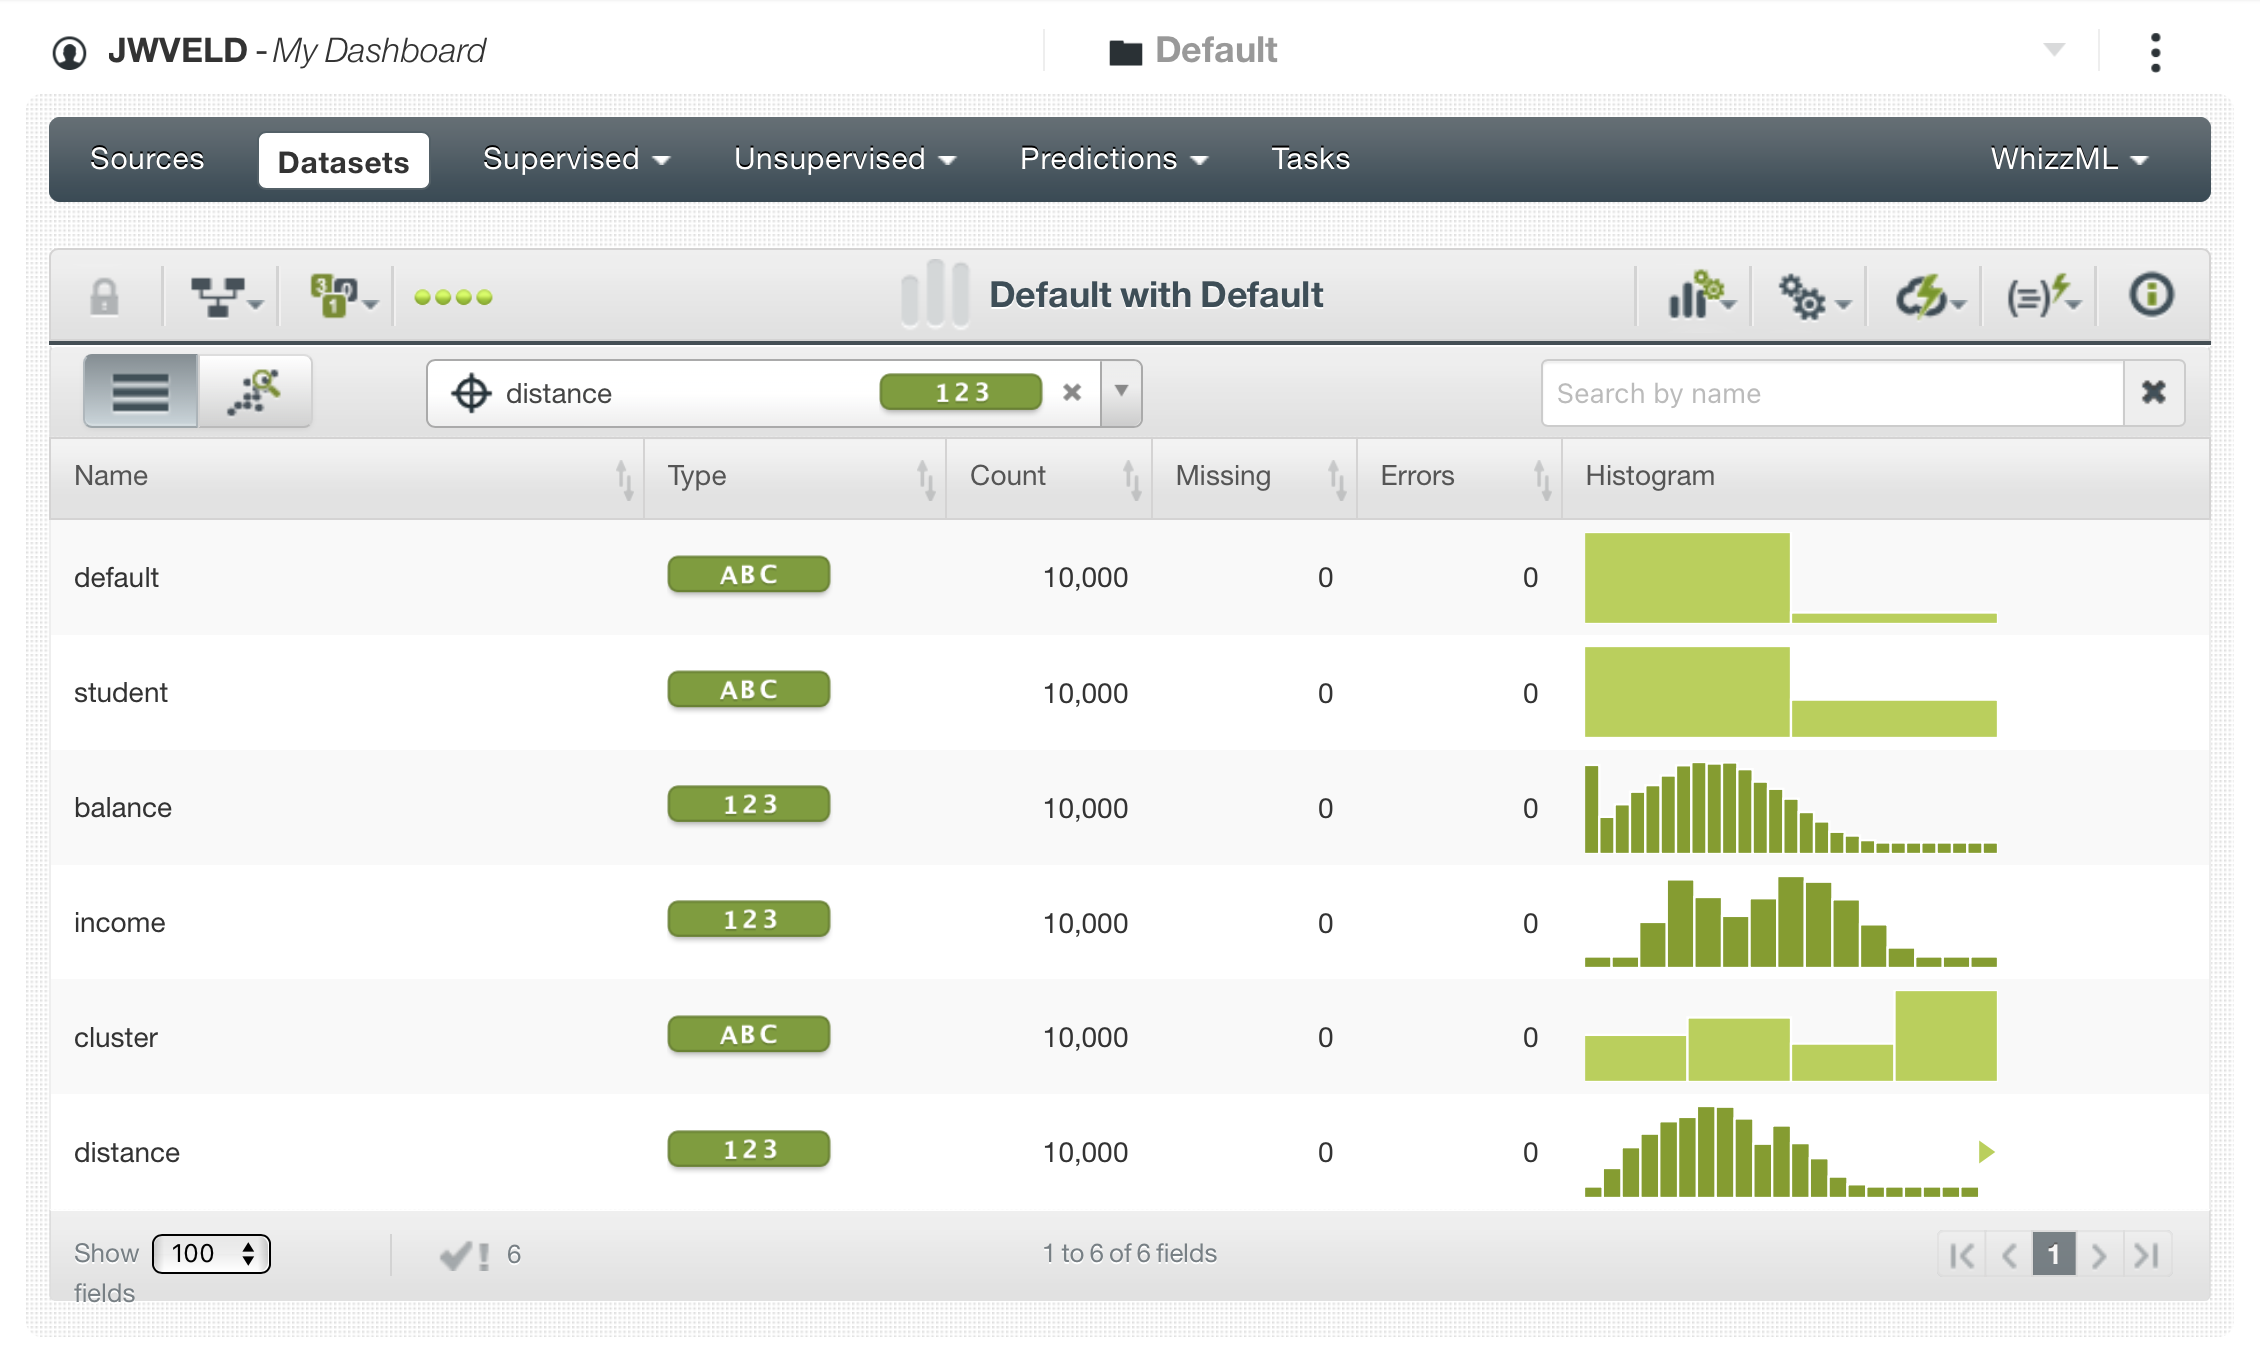 JWVELD - My Dashboard
Default
Sources Datasets Supervised Unsupervised Predictions Tasks WhizzML
3 0 1
Default with Default
distance 123 Search by name
Name Type Count Missing Errors Histogram
default ABC 10,000 0 0
student ABC 10,000 0 0
balance 123 10,000 0 0
income 123 10,000 0 0
cluster ABC 10,000 0 0
distance 123 10,000 0 0
Show 100 6 1 to 6 of 6 fields 1
fields